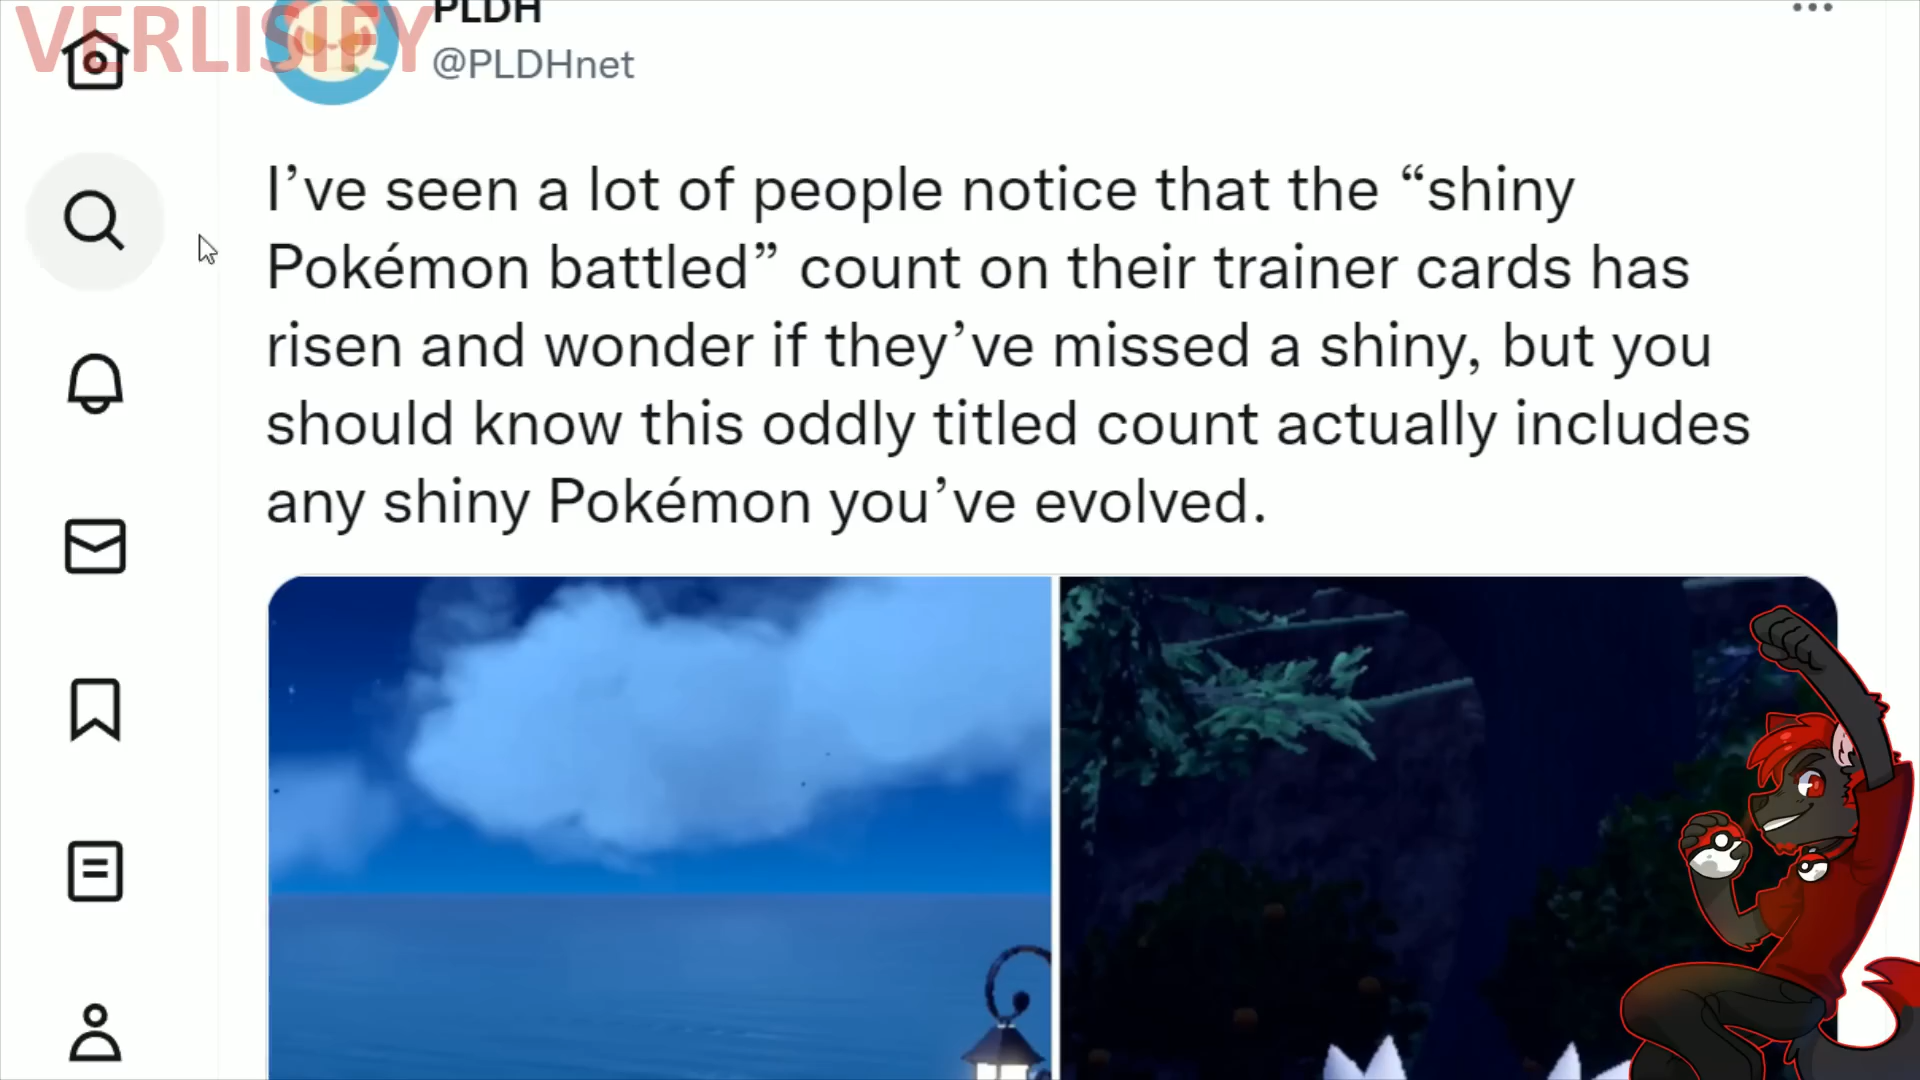 VERLISIFY
PLDH
@PLDHnet
I’ve seen a lot of people notice that the “shiny
Pokémon battled” count on their trainer cards has
risen and wonder if they’ve missed a shiny, but you
should know this oddly titled count actually includes
any shiny Pokémon you’ve evolved.